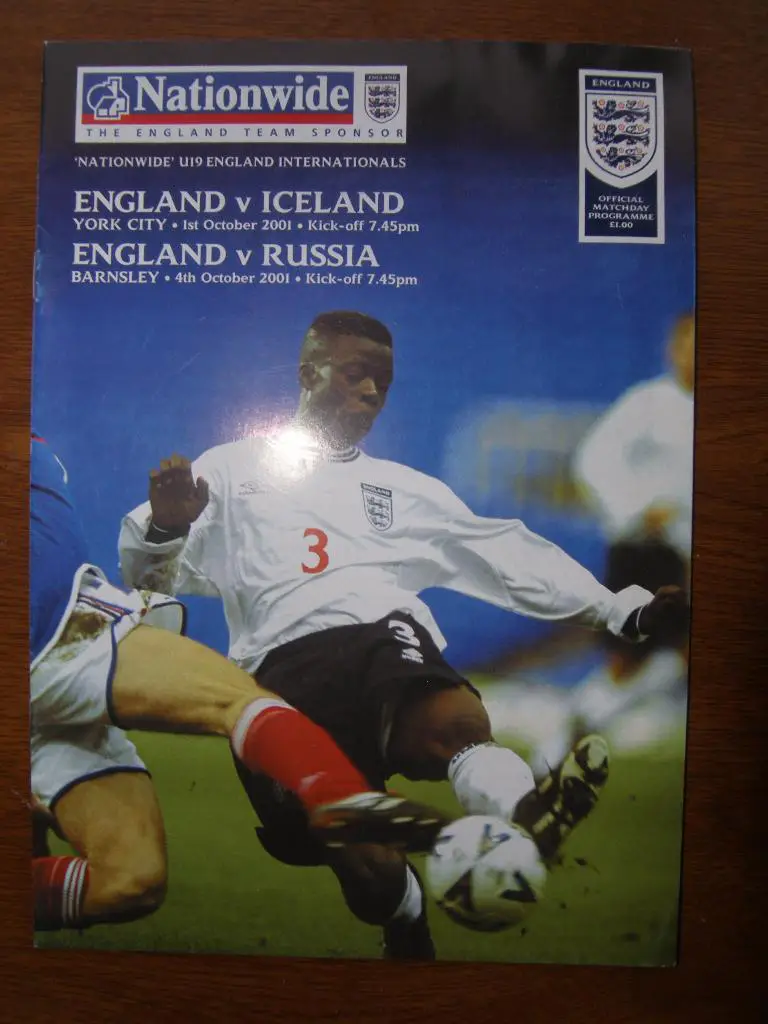 Nationwide
ENGLAND
THE ENGLAND TEAM SPONSOR
'NATIONWIDE' U19 ENGLAND INTERNATIONALS
ENGLAND v ICELAND
YORK CITY • 1st October 2001 • Kick-off 7.45pm
ENGLAND v RUSSIA
BARNSLEY • 4th October 2001 • Kick-off 7.45pm
ENGLAND
OFFICIAL
MATCHDAY
PROGRAMME
£1.00
ENGLAND
3
3